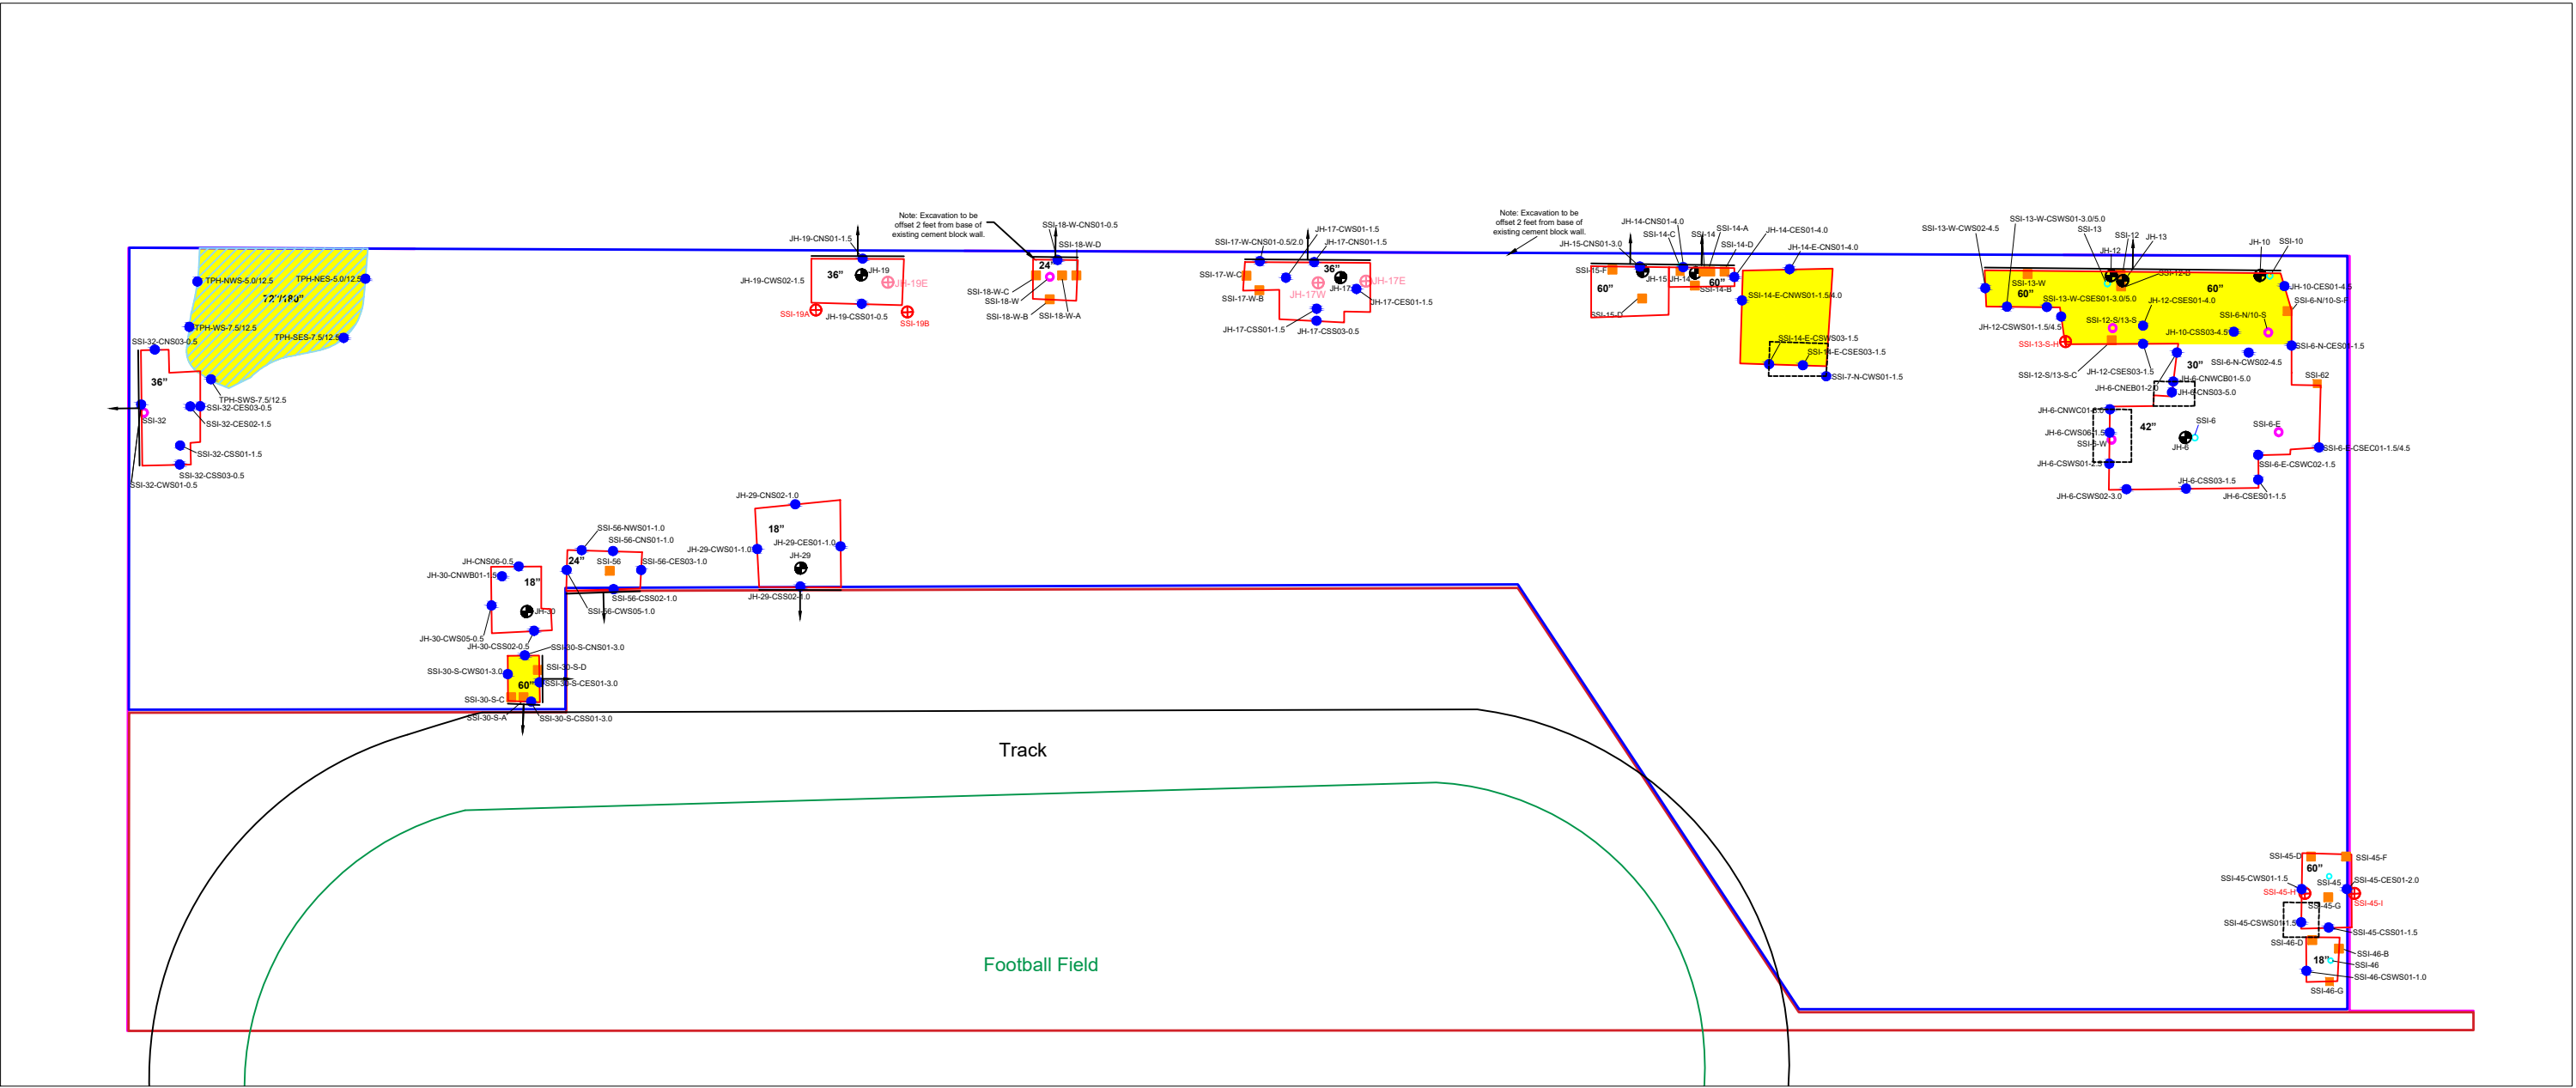 Note: Excavation to be
offset 2 feet from base of
existing cement block wall.
SSI-18-W-CNS01-0.5
SSI-18-W-D
JH-19-CNS01-1.5
JH-19-CWS02-1.5
36"
JH-19
JH-19E
SSI-19A
JH-19-CSS01-0.5
SSI-19B
24"
SSI-18-W-C
SSI-18-W
SSI-18-W-B
SSI-18-W-A
TPH-NWS-5.0/12.5
TPH-NES-5.0/12.5
72"/180"
TPH-WS-7.5/12.5
TPH-SES-7.5/12.5
TPH-SWS-7.5/12.5
SSI-32-CNS03-0.5
36"
SSI-32-CES03-0.5
SSI-32
SSI-32-CES02-1.5
SSI-32-CSS01-1.5
SSI-32-CSS03-0.5
SSI-32-CWS01-0.5
JH-17-CWS01-1.5
SSI-17-W-CNS01-0.5/2.0
JH-17-CNS01-1.5
36"
SSI-17-W-C
JH-17E
JH-17
JH-17W
SSI-17-W-B
JH-17-CES01-1.5
JH-17-CSS01-1.5
JH-17-CSS03-0.5
Note: Excavation to be
offset 2 feet from base of
existing cement block wall.
JH-14-CNS01-4.0
SSI-14-A
JH-14-CES01-4.0
SSI-14-C
SSI-14
SSI-14-D
JH-15-CNS01-3.0
JH-14-E-CNS01-4.0
SSI-15-F
JH-15
JH-14
60"
60"
SSI-14-B
SSI-15-D
SSI-14-E-CNWS01-1.5/4.0
SSI-14-E-CSWS03-1.5
SSI-14-E-CSES03-1.5
SSI-7-N-CWS01-1.5
SSI-13-W-CSWS01-3.0/5.0
SSI-13-W-CWS02-4.5
SSI-13
SSI-12
JH-13
JH-12
JH-10
SSI-10
SSI-12-B
SSI-13-W
60"
60"
JH-10-CES01-4.5
SSI-13-W-CSES01-3.0/5.0
JH-12-CSES01-4.0
SSI-6-N/10-S-F
SSI-12-S/13-S
SSI-6-N/10-S
JH-12-CSWS01-1.5/4.5
JH-10-CSS03-4.5
SSI-13-S-H
SSI-6-N-CES01-1.5
SSI-6-N-CWS02-4.5
SSI-12-S/13-S-C
JH-12-CSES03-1.5
30"
SSI-62
JH-6-CNEB01-2.0
JH-6-CNWCB01-5.0
JH-6-CNS03-5.0
JH-6-CWS06-1.5
42"
SSI-6
SSI-6-E
SSI-6-W
JH-6
SSI-6-E-CSEC01-1.5/4.5
JH-6-CSWS01-2.5
SSI-6-E-CSWC02-1.5
JH-6-CSS03-1.5
JH-6-CSWS02-3.0
JH-6-CSES01-1.5
JH-29-CNS02-1.0
18"
JH-29-CWS01-1.0
JH-29-CES01-1.0
JH-29
JH-29-CSS02-1.0
SSI-56-NWS01-1.0
SSI-56-CNS01-1.0
24"
SSI-56
SSI-56-CES03-1.0
SSI-56-CSS02-1.0
SSI-56-CWS05-1.0
JH-CNS06-0.5
JH-30-CNWB01-1.5
18"
JH-30
JH-30-CWS05-0.5
JH-30-CSS02-0.5
SSI-30-S-CNS01-3.0
SSI-30-S-D
SSI-30-S-CWS01-3.0
60"
SSI-30-S-CES01-3.0
SSI-30-S-C
SSI-30-S-A
SSI-30-S-CSS01-3.0
Track
Football Field
SSI-45-D
SSI-45-F
60"
SSI-45-CWS01-1.5
SSI-45
SSI-45-CES01-2.0
SSI-45-H
SSI-45-G
SSI-45-I
SSI-45-CSWS01-1.5
SSI-45-CSS01-1.5
SSI-46-D
SSI-46-B
18"
SSI-46
SSI-46-CSWS01-1.0
SSI-46-G